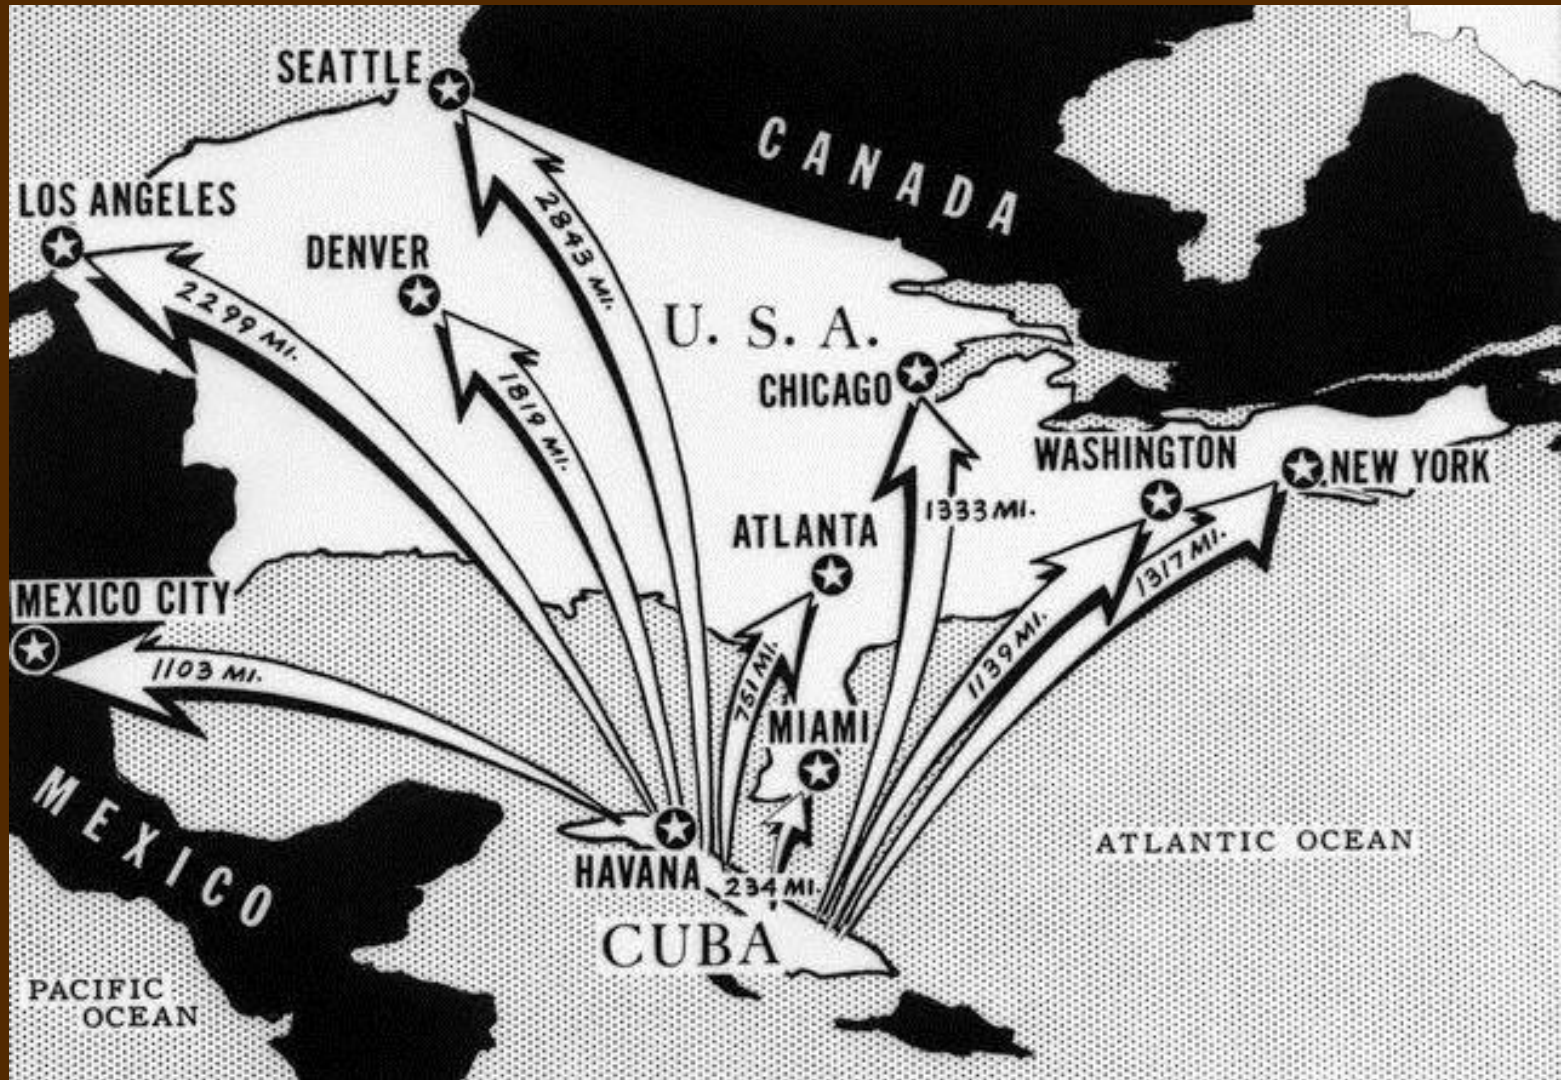 SEATTLE
CANADA
LOS ANGELES
2843 MI.
DENVER
2299 MI.
U. S. A.
1819 MI.
CHICAGO
WASHINGTON
NEW YORK
1333 MI.
ATLANTA
1317 MI.
MEXICO CITY
1139 MI.
1103 MI.
751 MI.
MIAMI
MEXICO
ATLANTIC OCEAN
HAVANA
234 MI.
CUBA
PACIFIC
OCEAN